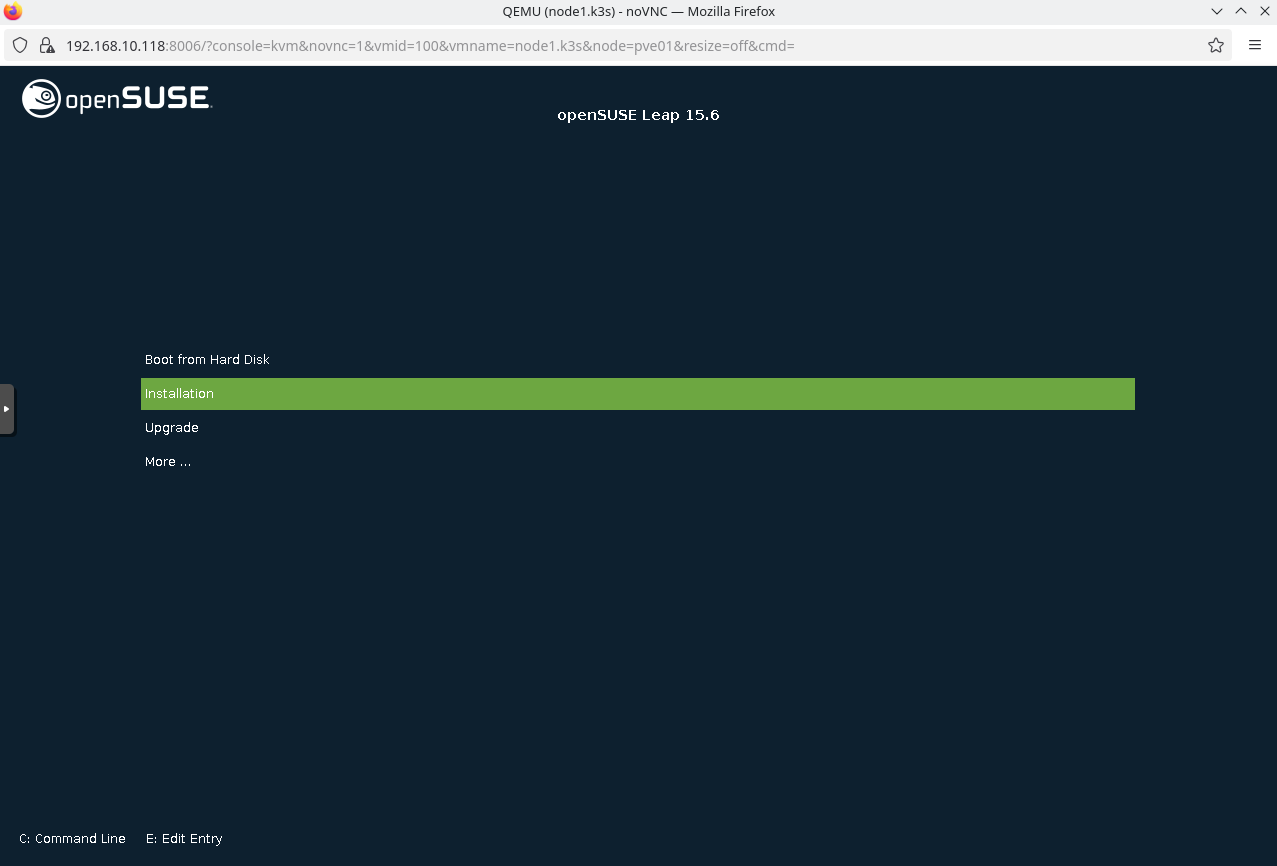 QEMU (node1.k3s) - noVNC — Mozilla Firefox
192.168.10.118:8006/?console=kvm&novnc=1&vmid=100&vmname=node1.k3s&node=pve01&resize=off&cmd=
openSUSE.
openSUSE Leap 15.6
Boot from Hard Disk
Installation
Upgrade
More ...
C: Command Line E: Edit Entry